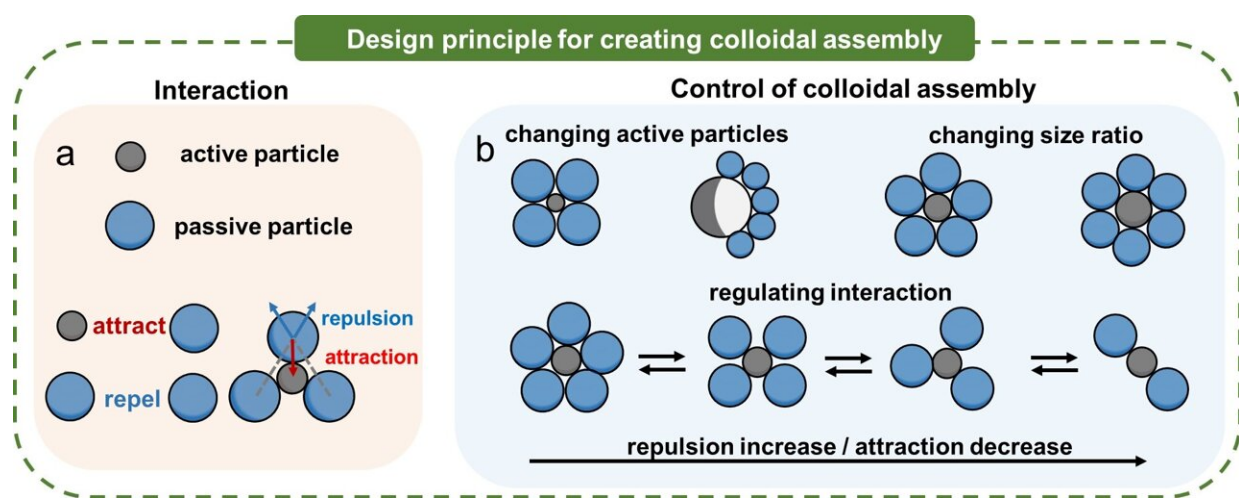 Design principle for creating colloidal assembly
Interaction
a
active particle
passive particle
attract
repulsion
attraction
repel
Control of colloidal assembly
b
changing active particles
changing size ratio
regulating interaction
repulsion increase / attraction decrease